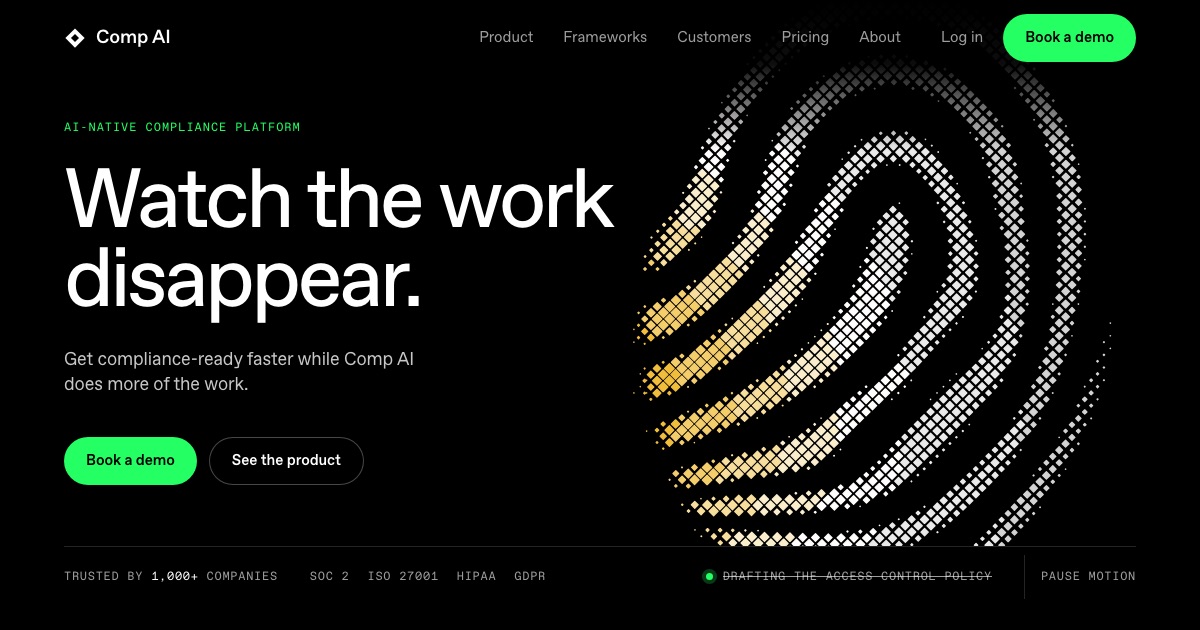 Comp AI
Product Frameworks Customers Pricing About Log in Book a demo
AI-NATIVE COMPLIANCE PLATFORM
Watch the work
disappear.
Get compliance-ready faster while Comp AI
does more of the work.
Book a demo See the product
TRUSTED BY 1,000+ COMPANIES SOC 2 ISO 27001 HIPAA GDPR DRAFTING THE ACCESS CONTROL POLICY PAUSE MOTION